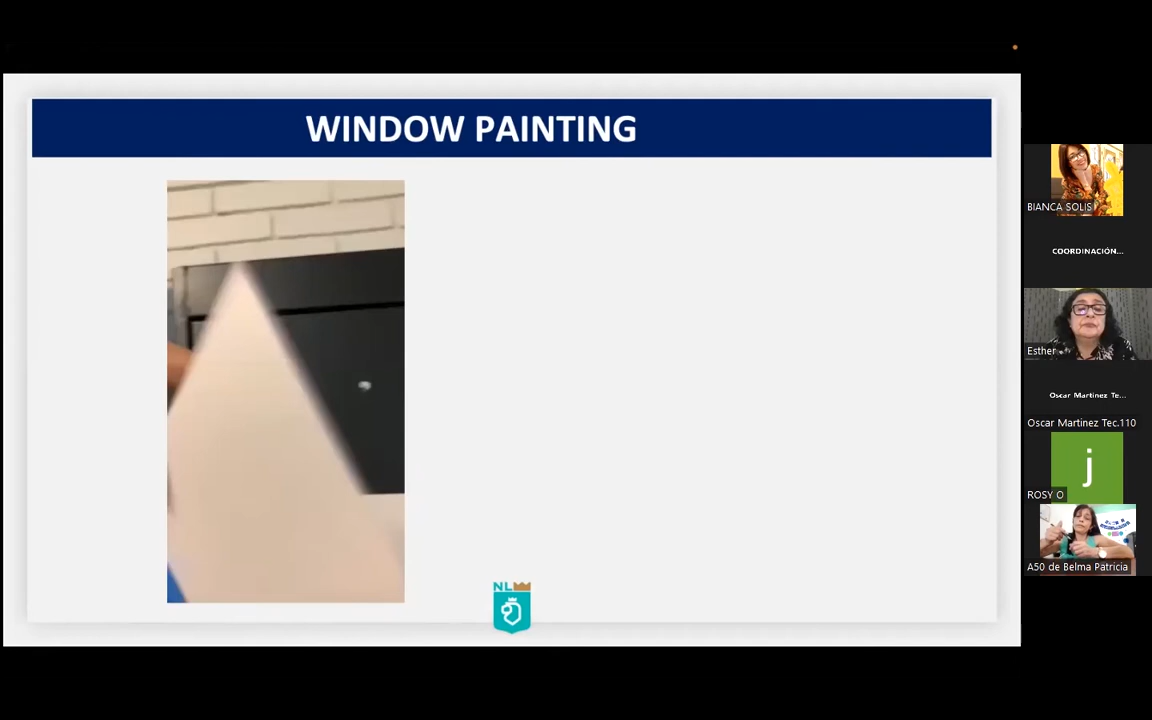 WINDOW PAINTING
NL
BIANCA SOLIS
COORDINACIÓN...
Esther
Oscar Martinez Te...
Oscar Martinez Tec.110
j
ROSY O
A50 de Belma Patricia